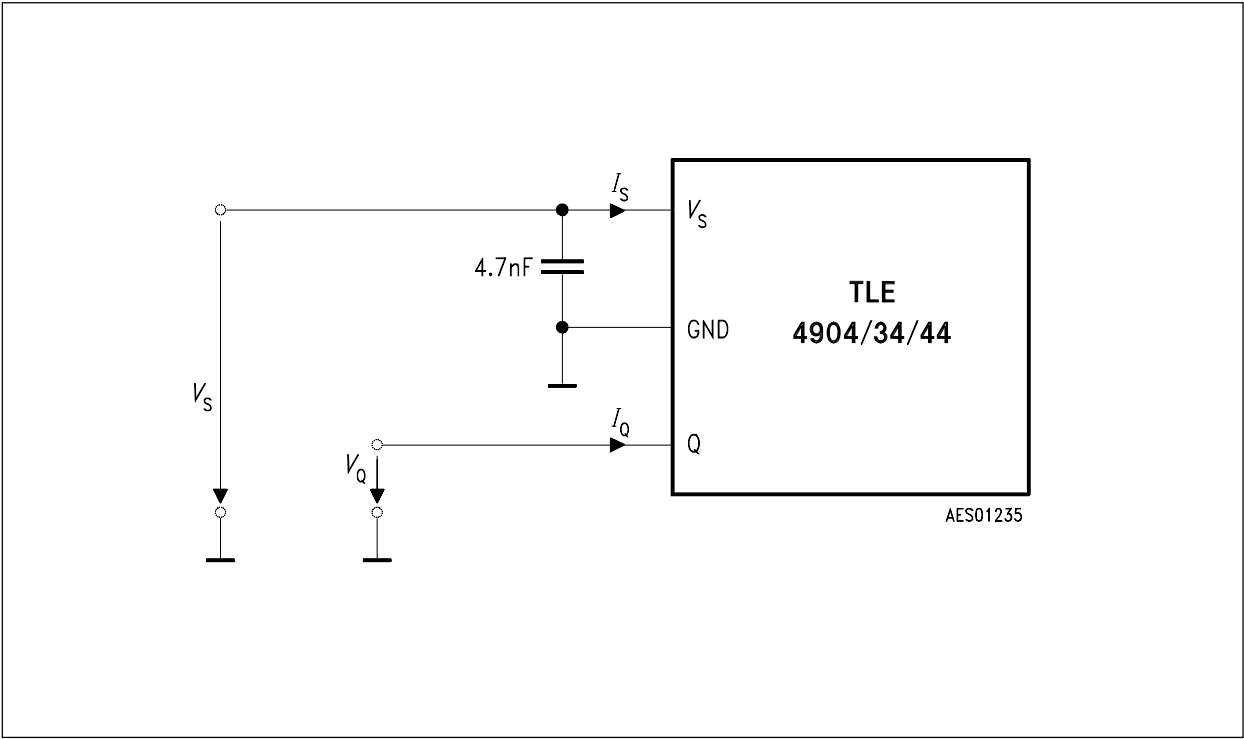 I_S
V_S
4.7nF
TLE
4904/34/44
GND
V_S
I_Q
Q
V_Q
AES01235